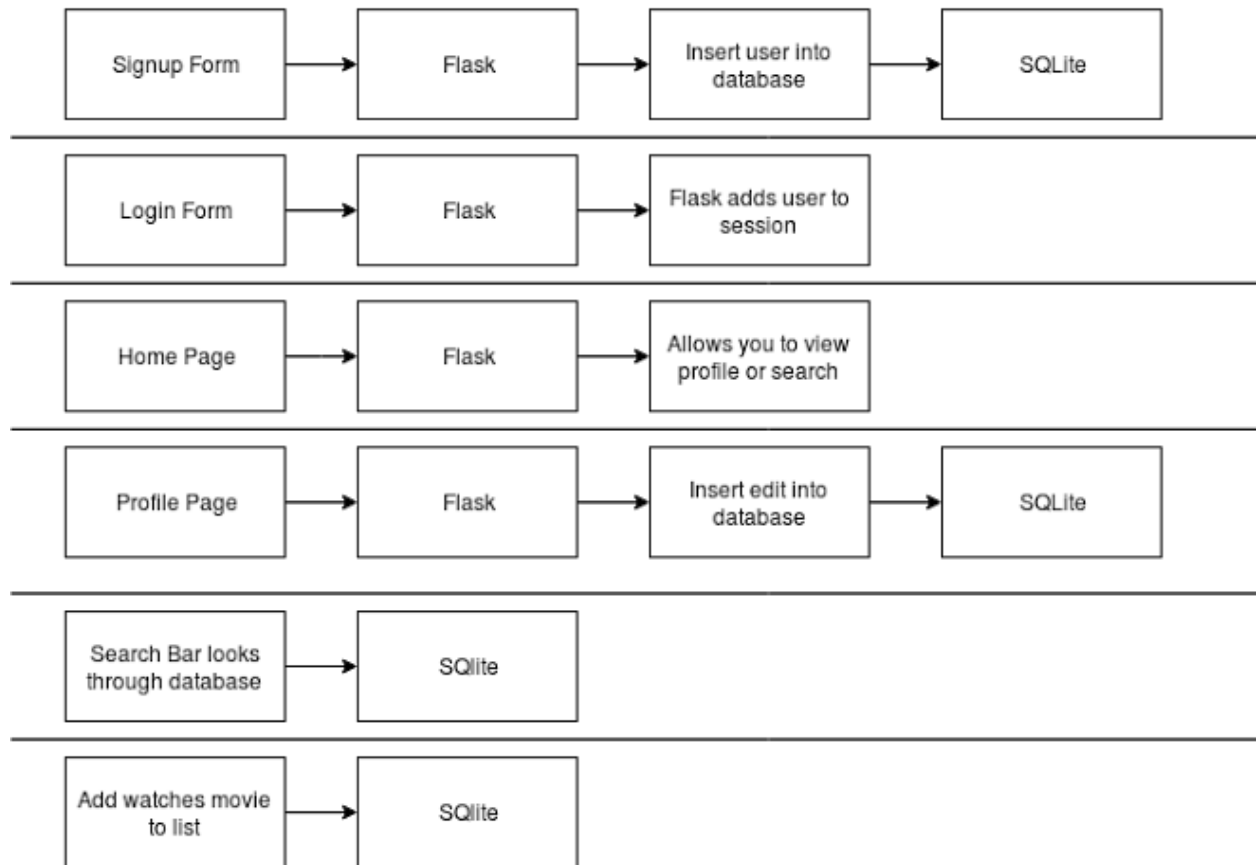 Signup Form
Flask
Insert user into
database
SQLite
Login Form
Flask
Flask adds user to
session
Home Page
Flask
Allows you to view
profile or search
Profile Page
Flask
Insert edit into
database
SQLite
Search Bar looks
through database
SQlite
Add watches movie
to list
SQlite